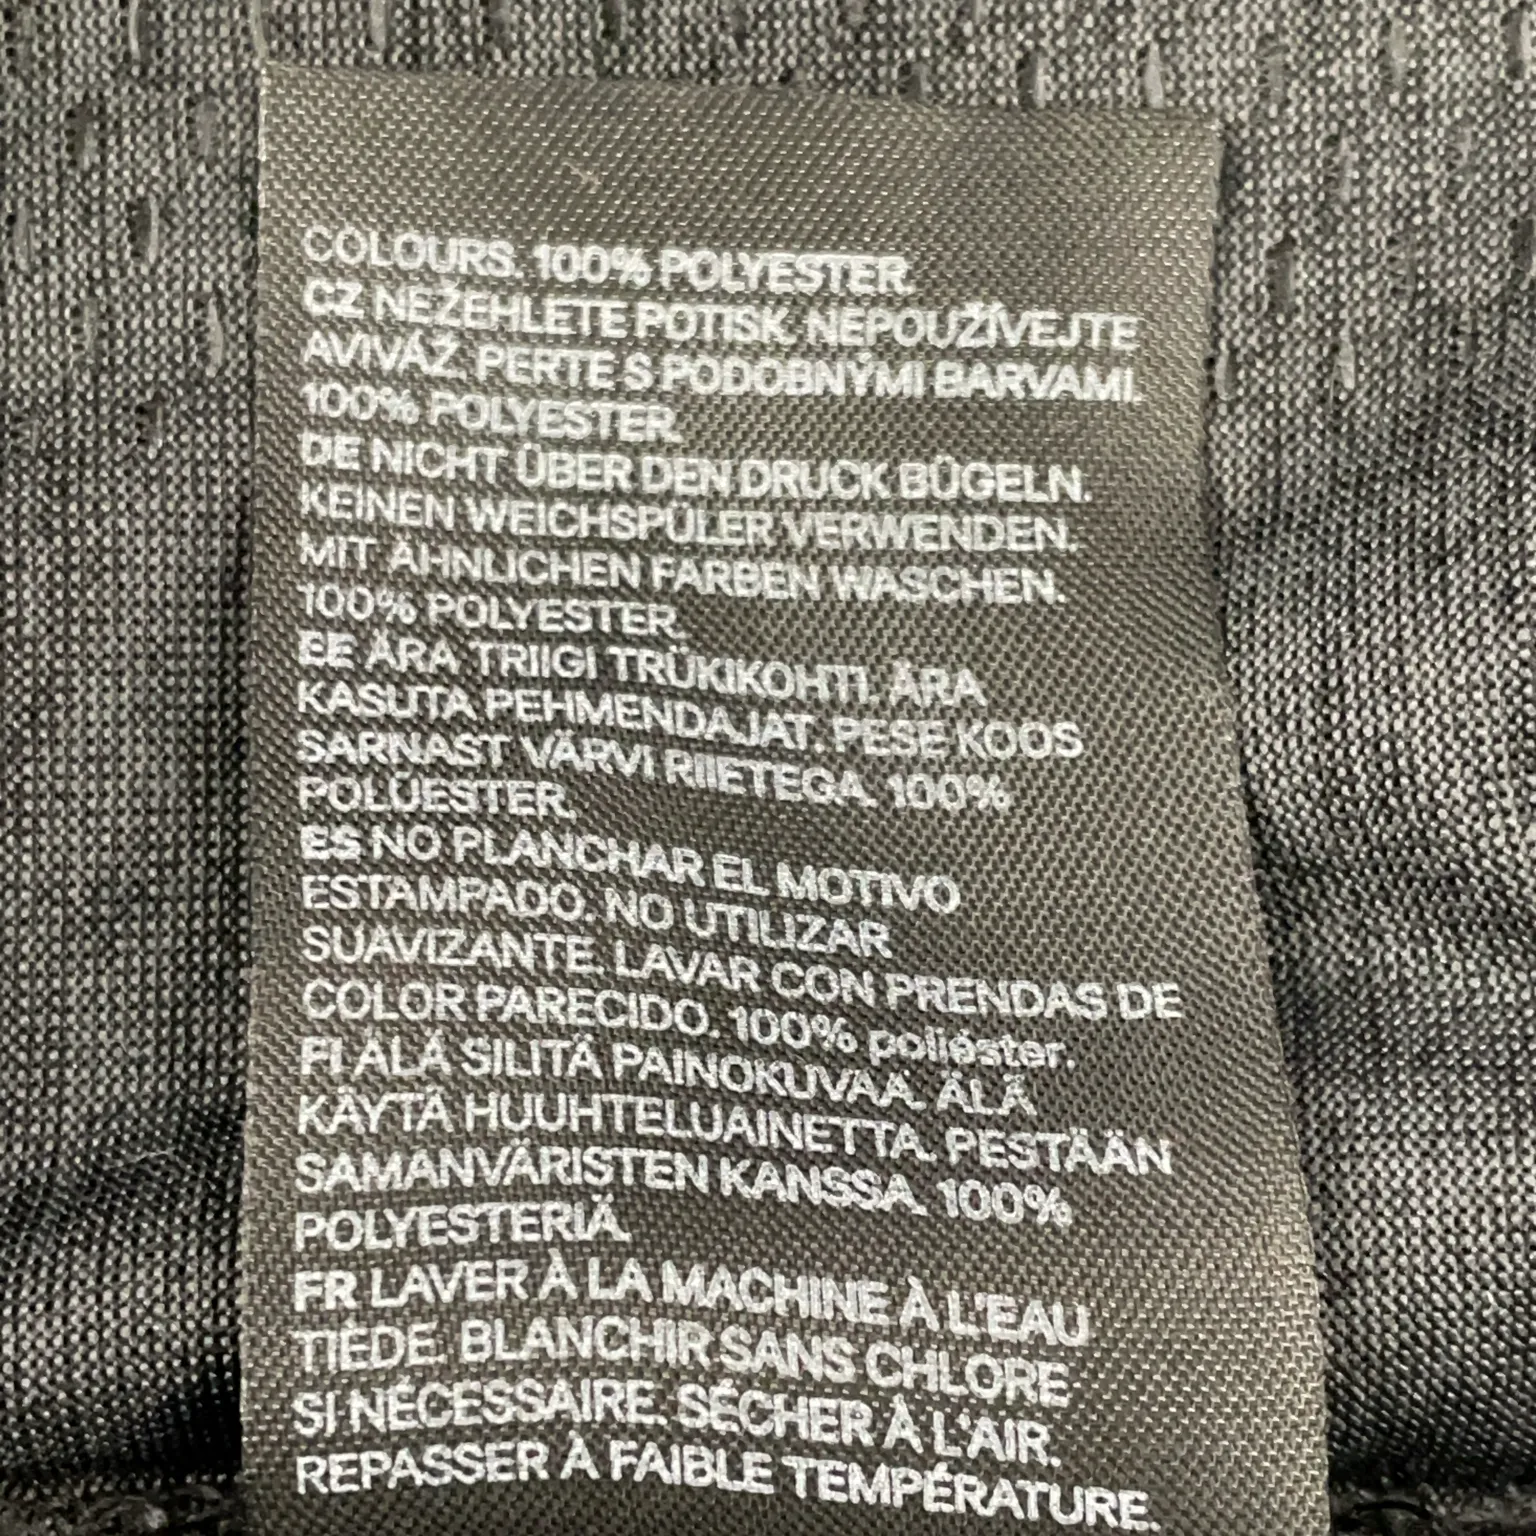 COLOURS. 100% POLYESTER.
CZ NEŽEHLETE POTISK. NEPOUŽÍVEJTE
AVIVÁŽ. PERTE S PODOBNÝMI BARVAMI.
100% POLYESTER.
DE NICHT ÜBER DEN DRUCK BÜGELN.
KEINEN WEICHSPÜLER VERWENDEN.
MIT ÄHNLICHEN FARBEN WASCHEN.
100% POLYESTER.
EE ÄRA TRIIGI TRÜKIKOHTI. ÄRA
KASUTA PEHMENDAJAT. PESE KOOS
SARNAST VÄRVI RIIETEGA. 100%
POLÜESTER.
ES NO PLANCHAR EL MOTIVO
ESTAMPADO. NO UTILIZAR
SUAVIZANTE. LAVAR CON PRENDAS DE
COLOR PARECIDO. 100% poliéster.
FI ÄLÄ SILITÄ PAINOKUVAA. ÄLÄ
KÄYTÄ HUUHTELUAINETTA. PESTÄÄN
SAMANVÄRISTEN KANSSA. 100%
POLYESTERIÄ.
FR LAVER À LA MACHINE À L'EAU
TIÈDE. BLANCHIR SANS CHLORE
SI NÉCESSAIRE. SÉCHER À L'AIR.
REPASSER À FAIBLE TEMPÉRATURE.